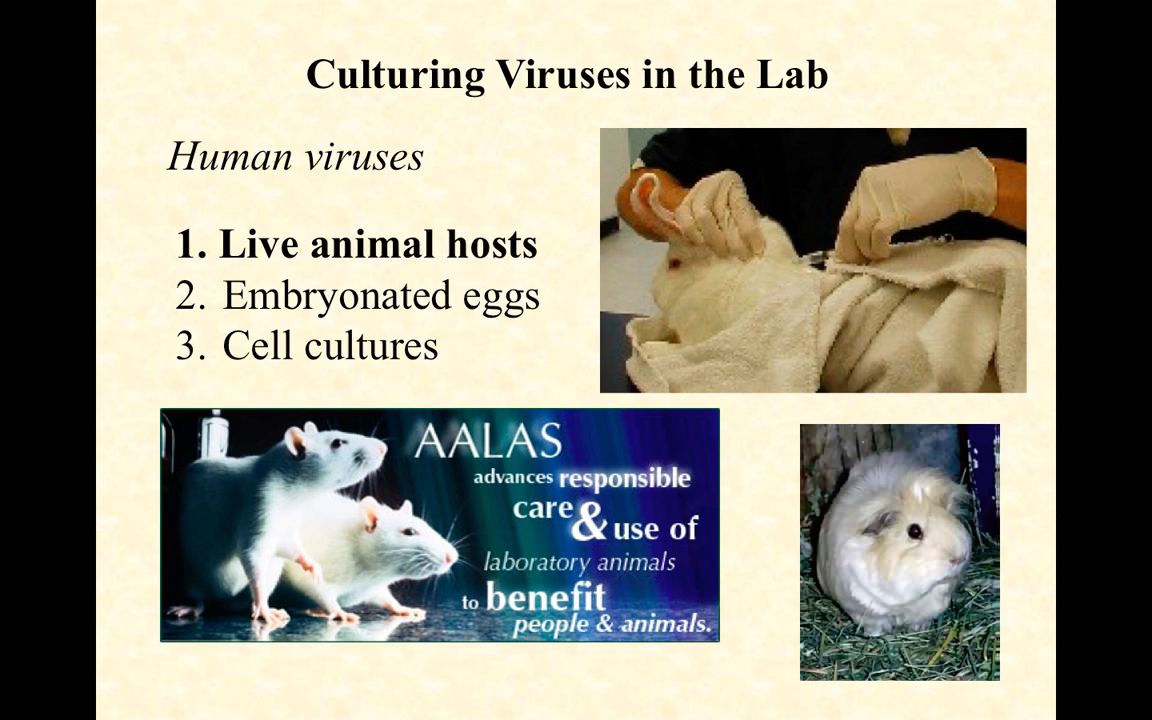 Culturing Viruses in the Lab
Human viruses
1. Live animal hosts
2. Embryonated eggs
3. Cell cultures
AALAS
advances responsible
care & use of
laboratory animals
to benefit
people & animals.